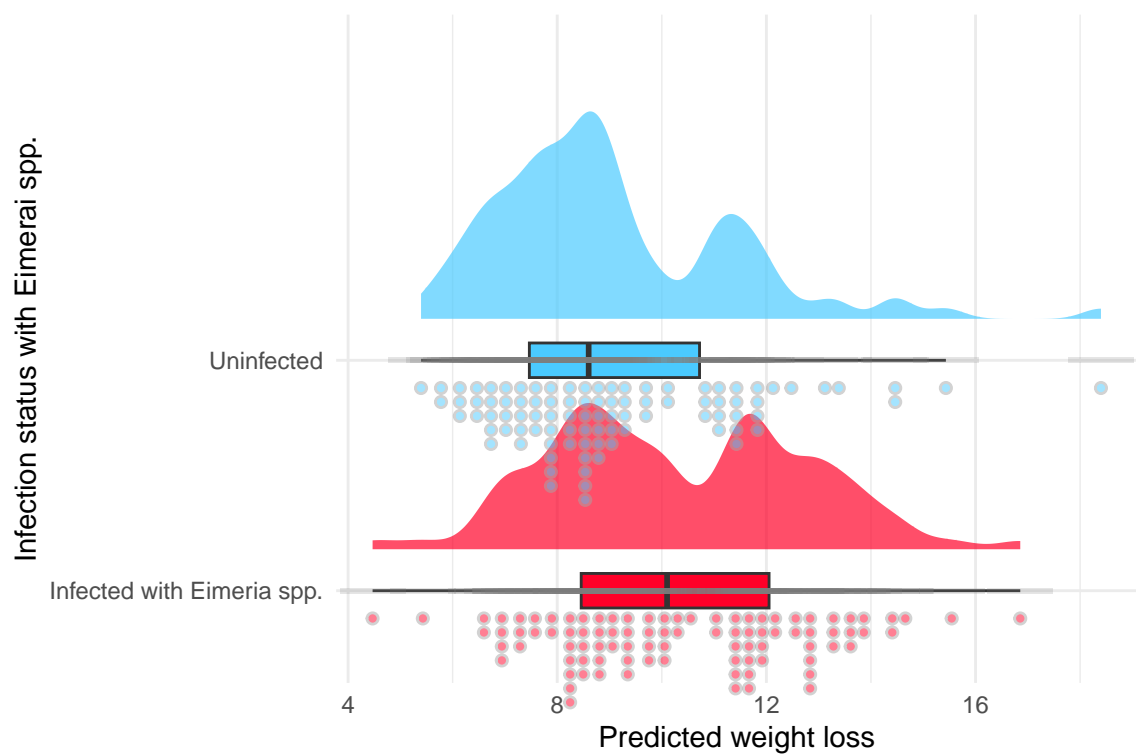 Infection status with Eimerai spp.
Uninfected
Infected with Eimeria spp.
4 8 12 16
Predicted weight loss